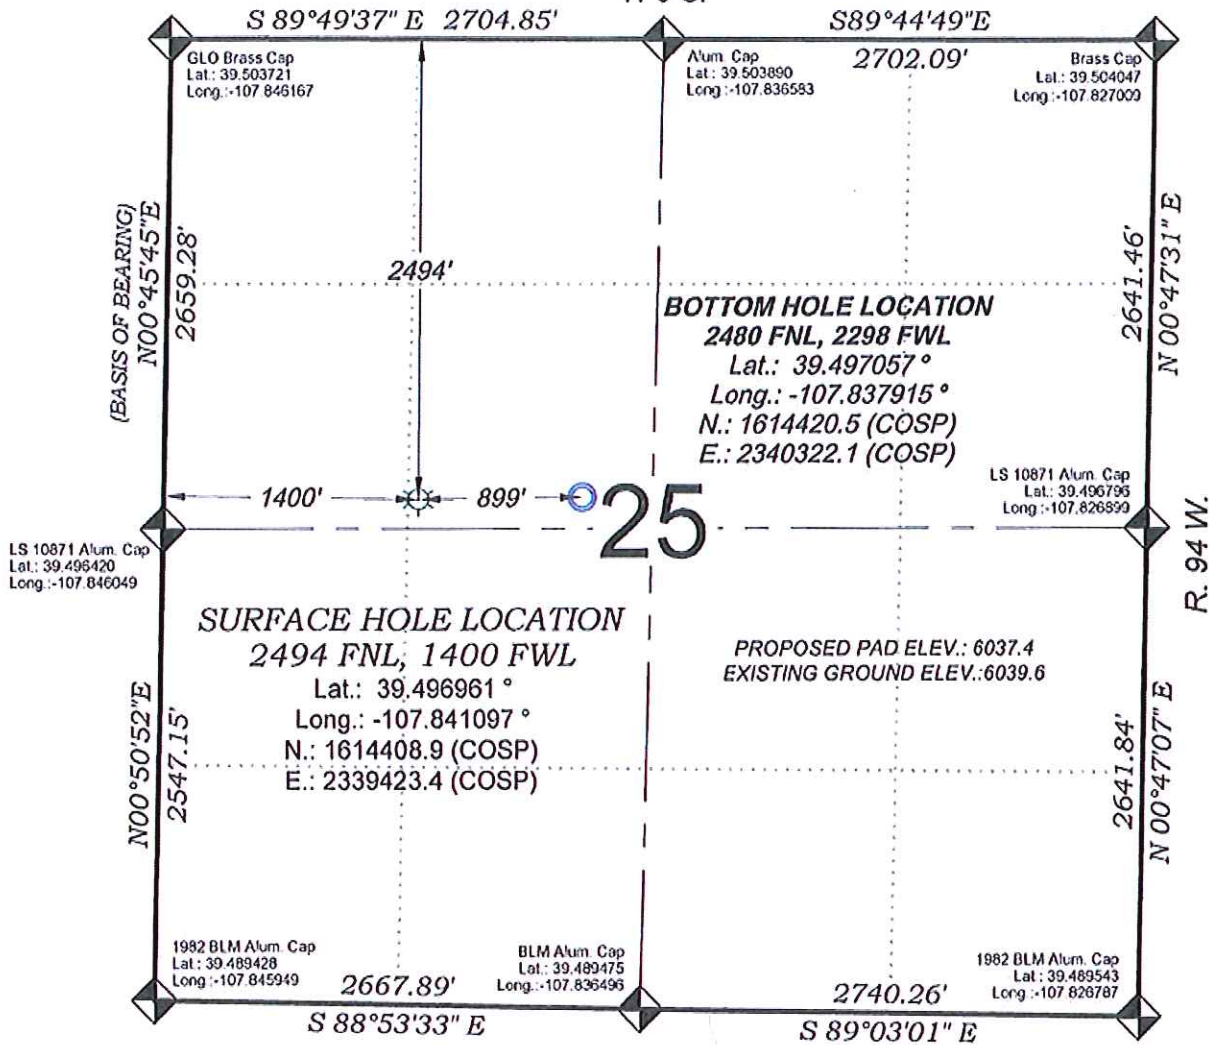 S 89°49'37" E 2704.85'
S89°44'49"E
2702.09'
GLO Brass Cap
Lat.: 39.503721
Long.:-107.846167
Alum. Cap
Lat.: 39.503890
Long.:-107.836583
Brass Cap
Lat.: 39.504047
Long.:-107.827009
(BASIS OF BEARING)
N00°45'45"E
2659.28'
2494'
2641.46'
N 00°47'31" E
BOTTOM HOLE LOCATION
2480 FNL, 2298 FWL
Lat.: 39.497057 °
Long.: -107.837915 °
N.: 1614420.5 (COSP)
E.: 2340322.1 (COSP)
LS 10871 Alum. Cap
Lat.: 39.496796
Long.:-107.826899
1400'
899'
25
R. 94 W.
LS 10871 Alum. Cap
Lat.: 39.496420
Long.:-107.846049
SURFACE HOLE LOCATION
2494 FNL, 1400 FWL
Lat.: 39.496961 °
Long.: -107.841097 °
N.: 1614408.9 (COSP)
E.: 2339423.4 (COSP)
PROPOSED PAD ELEV.: 6037.4
EXISTING GROUND ELEV.:6039.6
N00°50'52"E
2547.15'
2641.84'
N 00°47'07" E
1982 BLM Alum. Cap
Lat.: 39.489428
Long.:-107.845949
BLM Alum. Cap
Lat.: 39.489475
Long.:-107.836496
1982 BLM Alum. Cap
Lat.: 39.489543
Long.:-107.826787
2667.89'
S 88°53'33" E
2740.26'
S 89°03'01" E